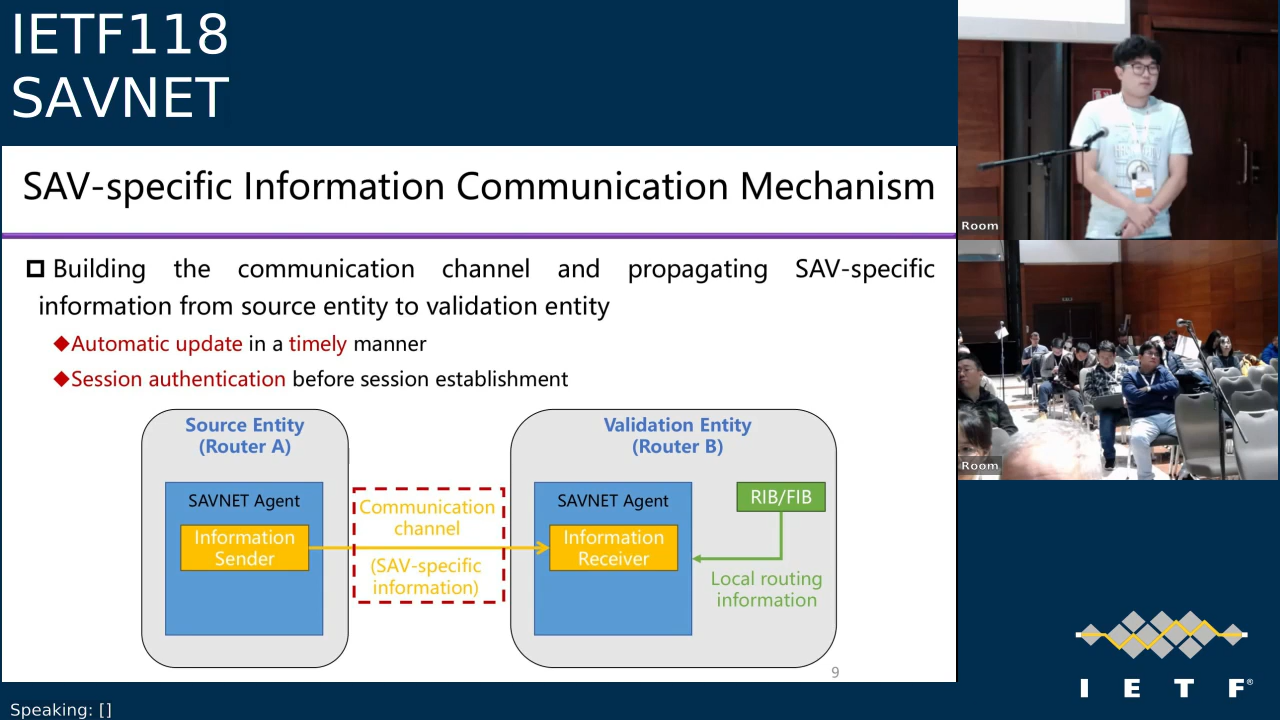 IETF118
SAVNET
SAV-specific Information Communication Mechanism
Building the communication channel and propagating SAV-specific
information from source entity to validation entity
Automatic update in a timely manner
Session authentication before session establishment
Source Entity
(Router A)
SAVNET Agent
Information
Sender
Communication
channel
(SAV-specific
information)
Validation Entity
(Router B)
SAVNET Agent
Information
Receiver
RIB/FIB
Local routing
information
9
Room
Room
I E T F®
Speaking: []